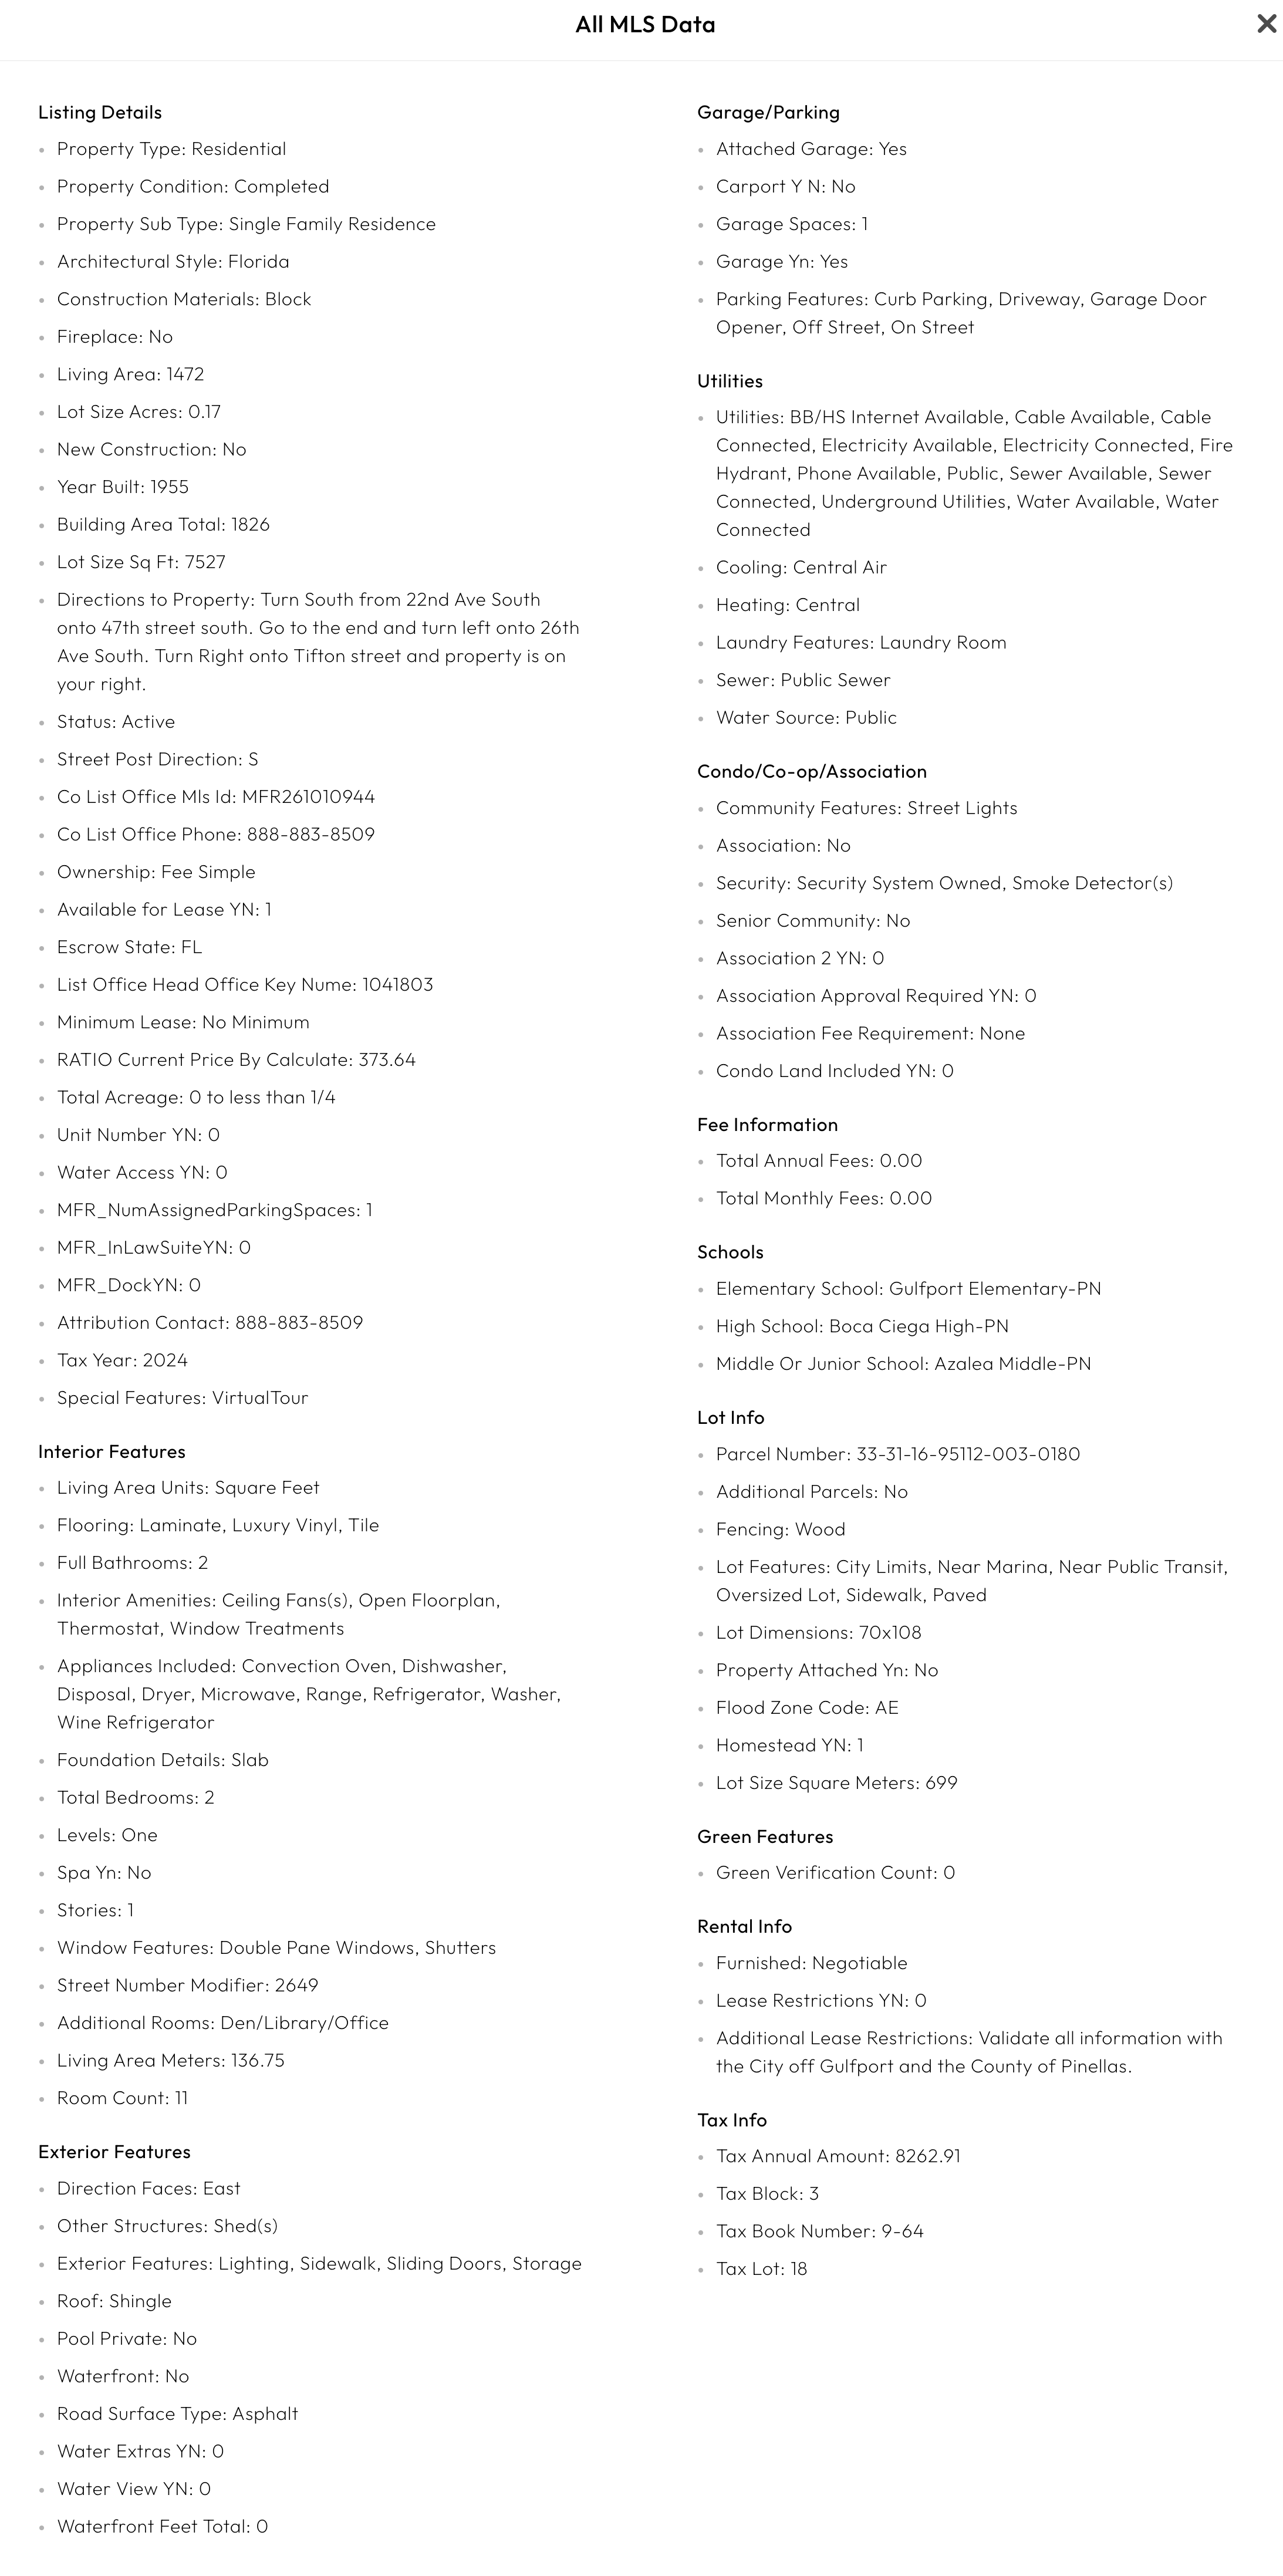 All MLS Data
Listing Details
Property Type: Residential
Property Condition: Completed
Property Sub Type: Single Family Residence
Architectural Style: Florida
Construction Materials: Block
Fireplace: No
Living Area: 1472
Lot Size Acres: 0.17
New Construction: No
Year Built: 1955
Building Area Total: 1826
Lot Size Sq Ft: 7527
Directions to Property: Turn South from 22nd Ave South
onto 47th street south. Go to the end and turn left onto 26th
Ave South. Turn Right onto Tifton street and property is on
your right.
Status: Active
Street Post Direction: S
Co List Office Mls Id: MFR261010944
Co List Office Phone: 888-883-8509
Ownership: Fee Simple
Available for Lease YN: 1
Escrow State: FL
List Office Head Office Key Nume: 1041803
Minimum Lease: No Minimum
RATIO Current Price By Calculate: 373.64
Total Acreage: 0 to less than 1/4
Unit Number YN: 0
Water Access YN: 0
MFR_NumAssignedParkingSpaces: 1
MFR_InLawSuiteYN: 0
MFR_DockYN: 0
Attribution Contact: 888-883-8509
Tax Year: 2024
Special Features: VirtualTour
Interior Features
Living Area Units: Square Feet
Flooring: Laminate, Luxury Vinyl, Tile
Full Bathrooms: 2
Interior Amenities: Ceiling Fans(s), Open Floorplan,
Thermostat, Window Treatments
Appliances Included: Convection Oven, Dishwasher,
Disposal, Dryer, Microwave, Range, Refrigerator, Washer,
Wine Refrigerator
Foundation Details: Slab
Total Bedrooms: 2
Levels: One
Spa Yn: No
Stories: 1
Window Features: Double Pane Windows, Shutters
Street Number Modifier: 2649
Additional Rooms: Den/Library/Office
Living Area Meters: 136.75
Room Count: 11
Exterior Features
Direction Faces: East
Other Structures: Shed(s)
Exterior Features: Lighting, Sidewalk, Sliding Doors, Storage
Roof: Shingle
Pool Private: No
Waterfront: No
Road Surface Type: Asphalt
Water Extras YN: 0
Water View YN: 0
Waterfront Feet Total: 0
Garage/Parking
Attached Garage: Yes
Carport Y N: No
Garage Spaces: 1
Garage Yn: Yes
Parking Features: Curb Parking, Driveway, Garage Door
Opener, Off Street, On Street
Utilities
Utilities: BB/HS Internet Available, Cable Available, Cable
Connected, Electricity Available, Electricity Connected, Fire
Hydrant, Phone Available, Public, Sewer Available, Sewer
Connected, Underground Utilities, Water Available, Water
Connected
Cooling: Central Air
Heating: Central
Laundry Features: Laundry Room
Sewer: Public Sewer
Water Source: Public
Condo/Co-op/Association
Community Features: Street Lights
Association: No
Security: Security System Owned, Smoke Detector(s)
Senior Community: No
Association 2 YN: 0
Association Approval Required YN: 0
Association Fee Requirement: None
Condo Land Included YN: 0
Fee Information
Total Annual Fees: 0.00
Total Monthly Fees: 0.00
Schools
Elementary School: Gulfport Elementary-PN
High School: Boca Ciega High-PN
Middle Or Junior School: Azalea Middle-PN
Lot Info
Parcel Number: 33-31-16-95112-003-0180
Additional Parcels: No
Fencing: Wood
Lot Features: City Limits, Near Marina, Near Public Transit,
Oversized Lot, Sidewalk, Paved
Lot Dimensions: 70x108
Property Attached Yn: No
Flood Zone Code: AE
Homestead YN: 1
Lot Size Square Meters: 699
Green Features
Green Verification Count: 0
Rental Info
Furnished: Negotiable
Lease Restrictions YN: 0
Additional Lease Restrictions: Validate all information with
the City off Gulfport and the County of Pinellas.
Tax Info
Tax Annual Amount: 8262.91
Tax Block: 3
Tax Book Number: 9-64
Tax Lot: 18